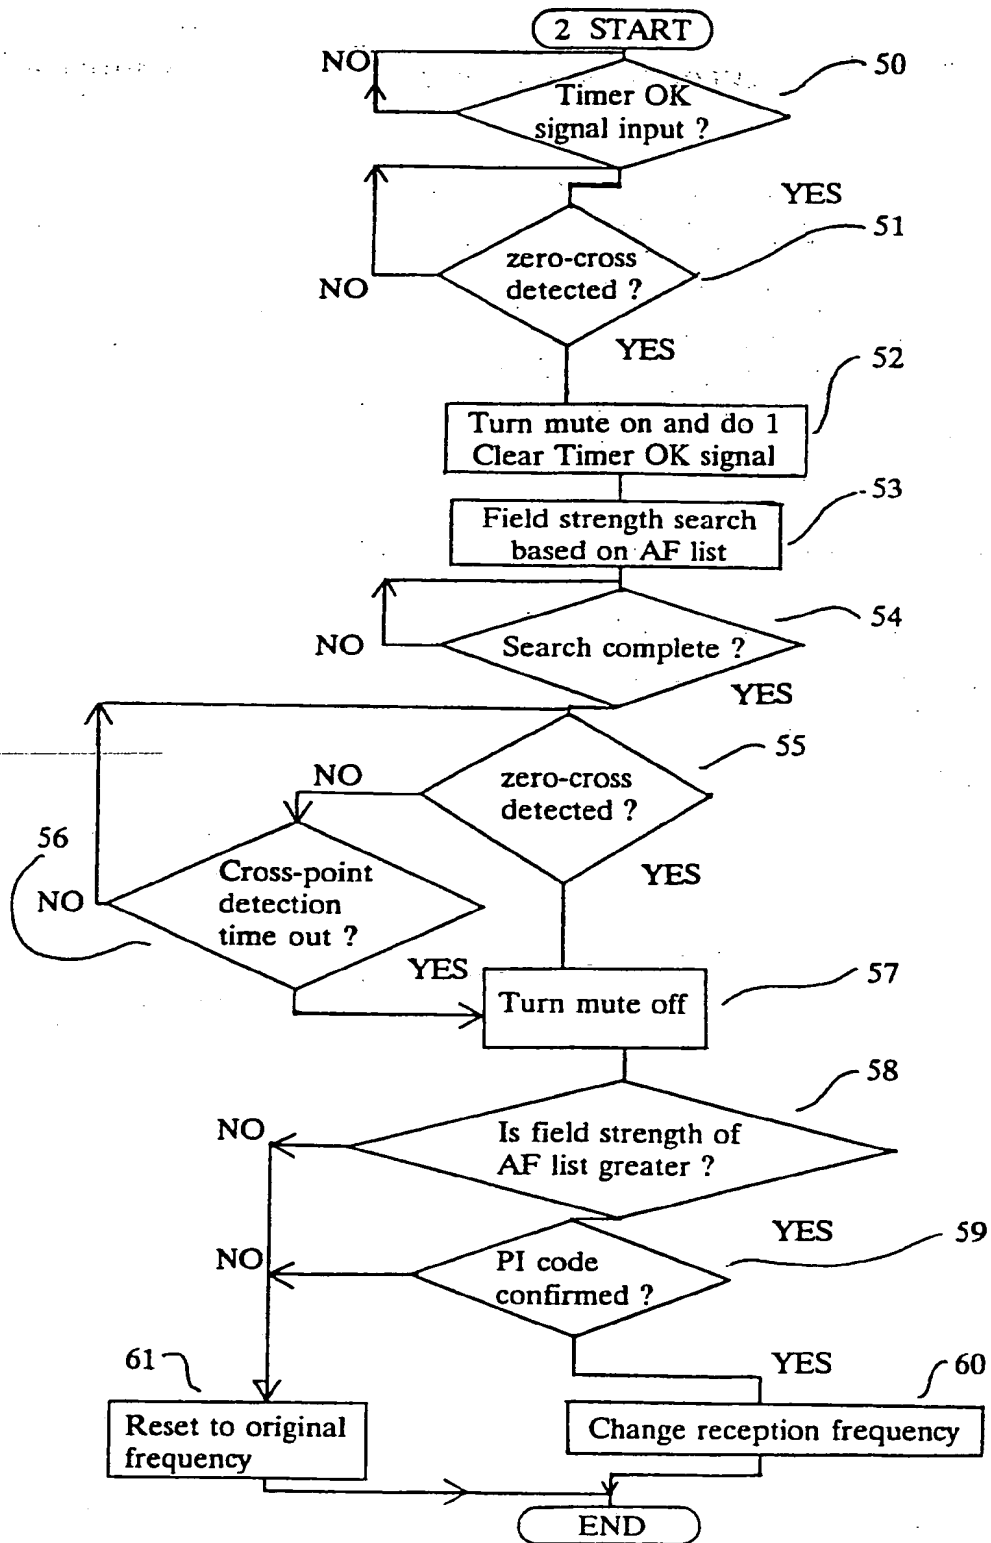 2 START
NO
50
Timer OK
signal input ?
YES
51
zero-cross
detected ?
NO
YES
52
Turn mute on and do 1
Clear Timer OK signal
53
Field strength search
based on AF list
54
NO
Search complete ?
YES
55
NO
zero-cross
detected ?
56
YES
NO
Cross-point
detection
time out ?
YES
57
Turn mute off
58
NO
Is field strength of
AF list greater ?
YES
59
NO
PI code
confirmed ?
61
YES
60
Reset to original
frequency
Change reception frequency
END